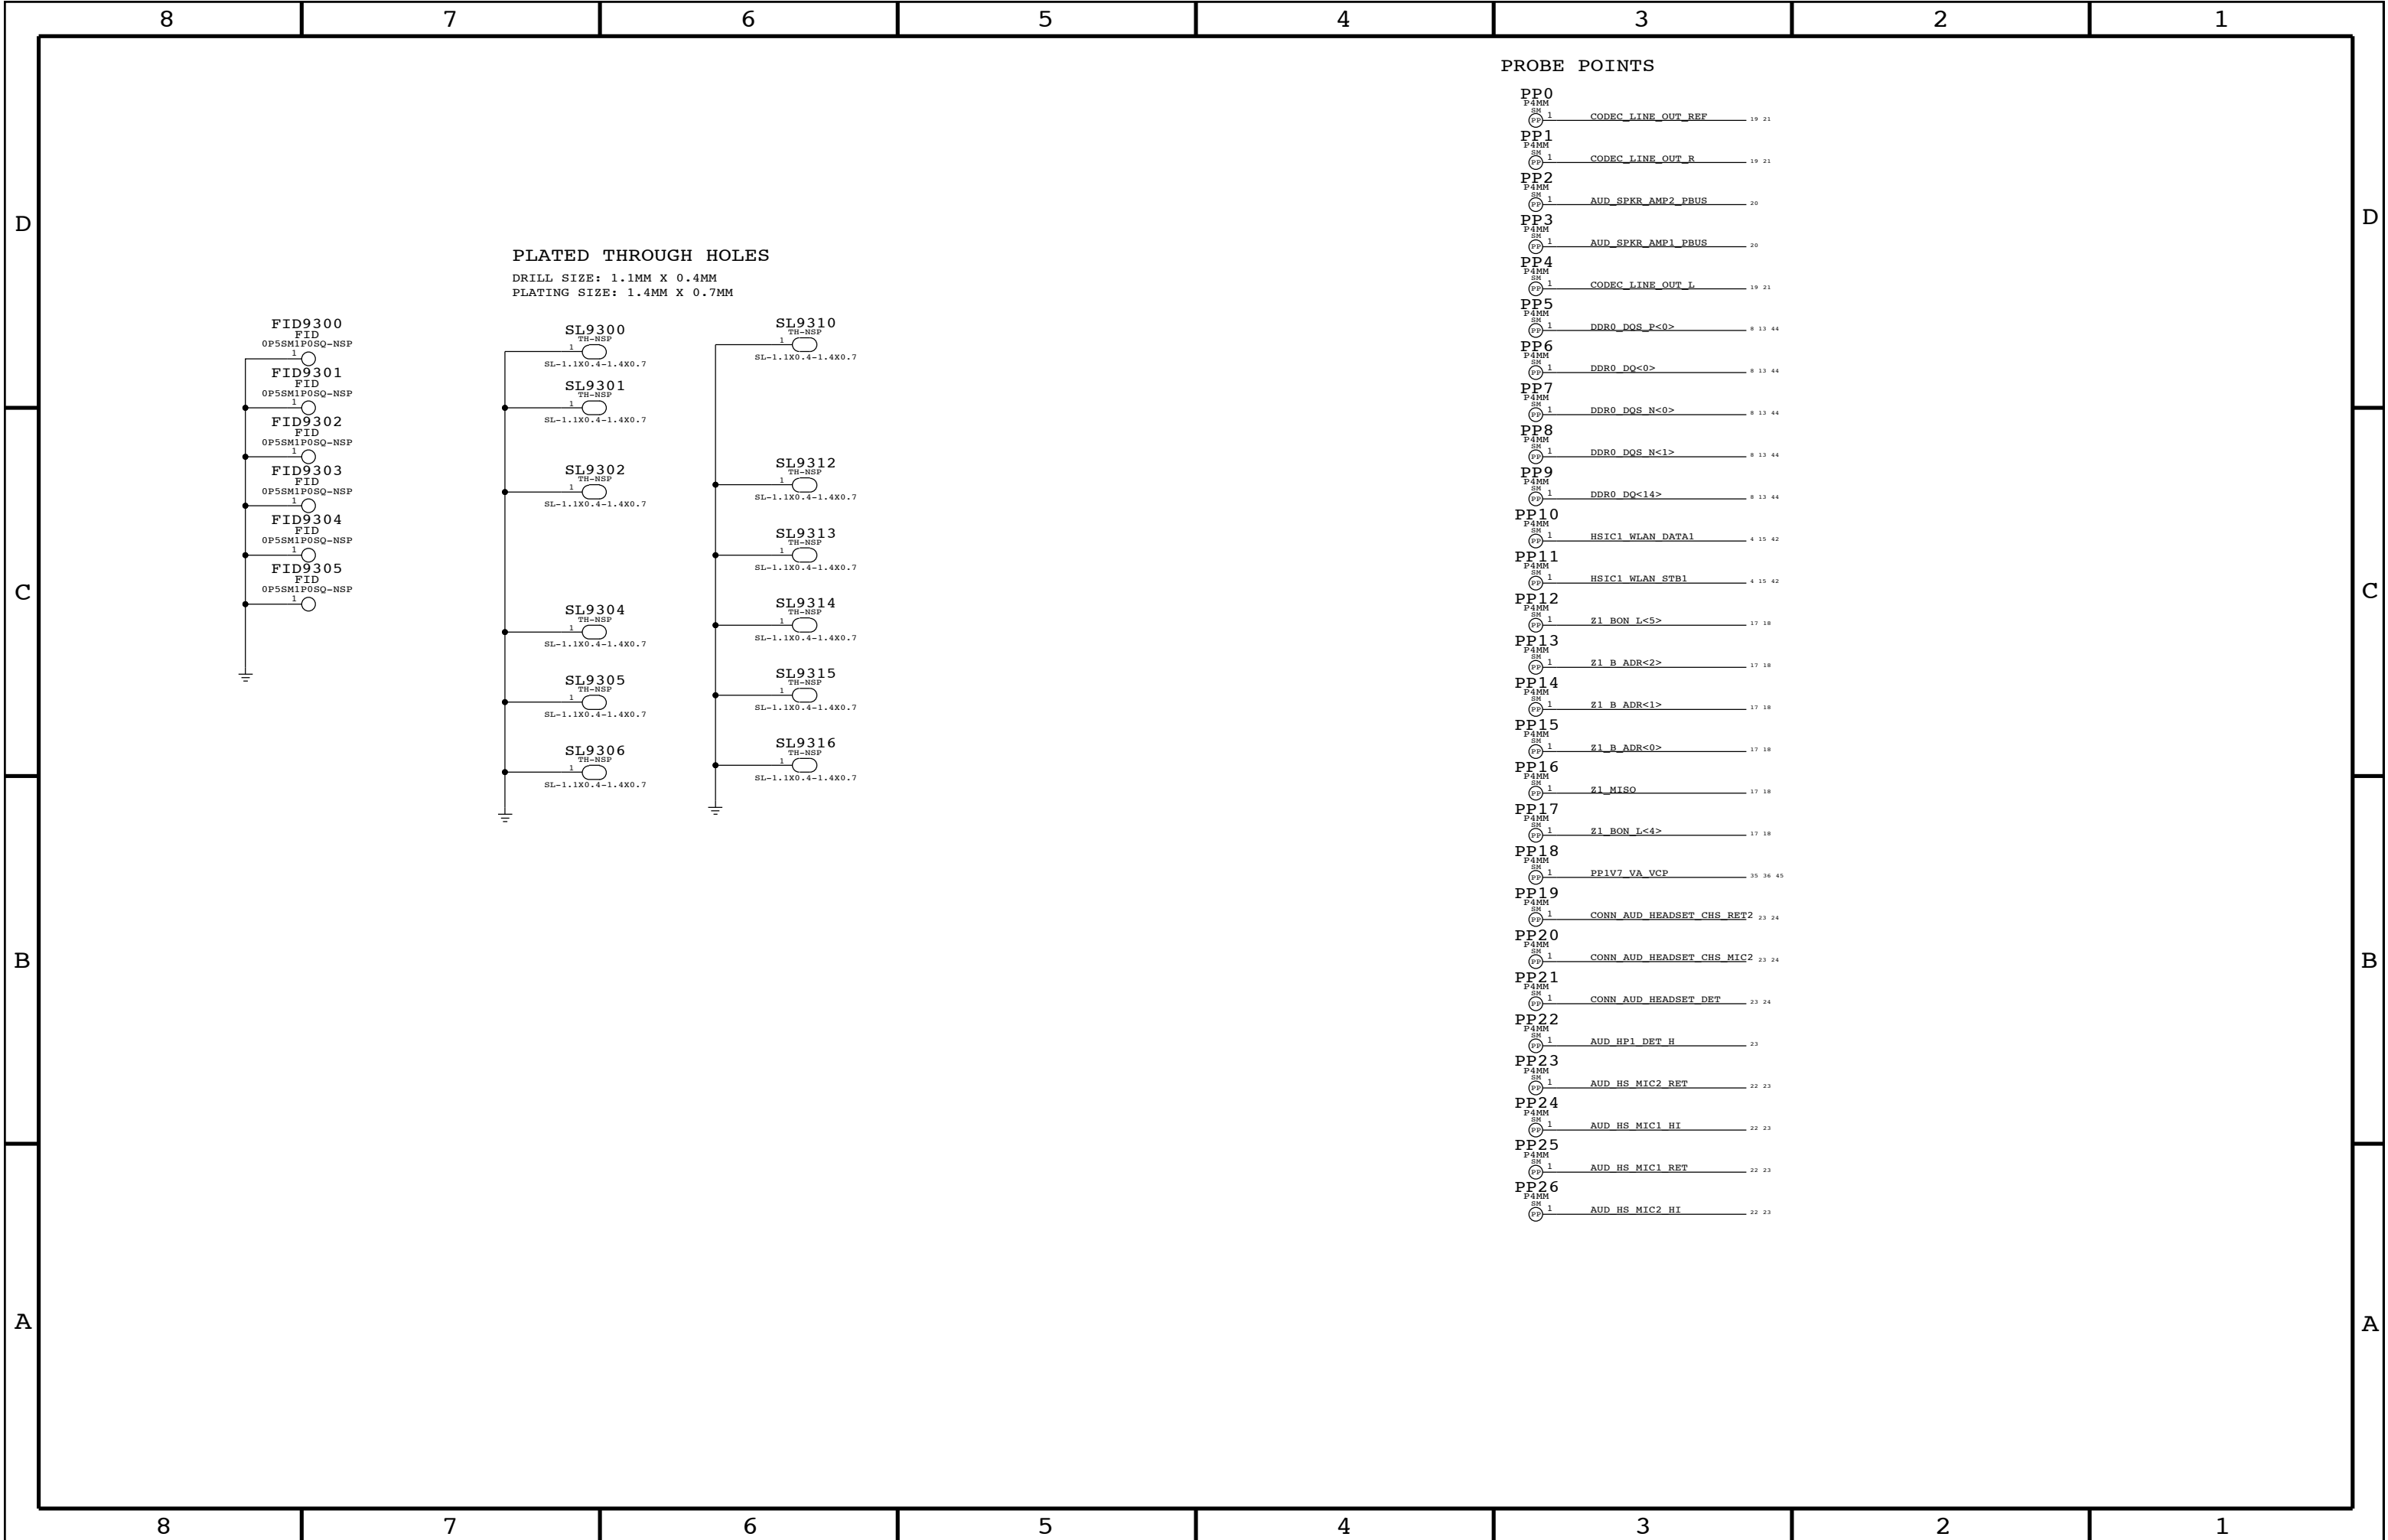 8 7 6 5 4 3 2 1
D
C
B
A
PLATED THROUGH HOLES
DRILL SIZE: 1.1MM X 0.4MM
PLATING SIZE: 1.4MM X 0.7MM
FID9300
FID
0P5SM1P0SQ-NSP
1
FID9301
FID
0P5SM1P0SQ-NSP
1
FID9302
FID
0P5SM1P0SQ-NSP
1
FID9303
FID
0P5SM1P0SQ-NSP
1
FID9304
FID
0P5SM1P0SQ-NSP
1
FID9305
FID
0P5SM1P0SQ-NSP
1
SL9300
TH-NSP
1
SL-1.1X0.4-1.4X0.7
SL9301
TH-NSP
1
SL-1.1X0.4-1.4X0.7
SL9302
TH-NSP
1
SL-1.1X0.4-1.4X0.7
SL9304
TH-NSP
1
SL-1.1X0.4-1.4X0.7
SL9305
TH-NSP
1
SL-1.1X0.4-1.4X0.7
SL9306
TH-NSP
1
SL-1.1X0.4-1.4X0.7
SL9310
TH-NSP
1
SL-1.1X0.4-1.4X0.7
SL9312
TH-NSP
1
SL-1.1X0.4-1.4X0.7
SL9313
TH-NSP
1
SL-1.1X0.4-1.4X0.7
SL9314
TH-NSP
1
SL-1.1X0.4-1.4X0.7
SL9315
TH-NSP
1
SL-1.1X0.4-1.4X0.7
SL9316
TH-NSP
1
SL-1.1X0.4-1.4X0.7
PROBE POINTS
PP0
P4MM
SM
PP 1 CODEC_LINE_OUT_REF 19 21
PP1
P4MM
SM
PP 1 CODEC_LINE_OUT_R 19 21
PP2
P4MM
SM
PP 1 AUD_SPKR_AMP2_PBUS 20
PP3
P4MM
SM
PP 1 AUD_SPKR_AMP1_PBUS 20
PP4
P4MM
SM
PP 1 CODEC_LINE_OUT_L 19 21
PP5
P4MM
SM
PP 1 DDR0_DQS_P<0> 8 13 44
PP6
P4MM
SM
PP 1 DDR0_DQ<0> 8 13 44
PP7
P4MM
SM
PP 1 DDR0_DQS_N<0> 8 13 44
PP8
P4MM
SM
PP 1 DDR0_DQS_N<1> 8 13 44
PP9
P4MM
SM
PP 1 DDR0_DQ<14> 8 13 44
PP10
P4MM
SM
PP 1 HSIC1_WLAN_DATA1 4 15 42
PP11
P4MM
SM
PP 1 HSIC1_WLAN_STB1 4 15 42
PP12
P4MM
SM
PP 1 Z1_BON_L<5> 17 18
PP13
P4MM
SM
PP 1 Z1_B_ADR<2> 17 18
PP14
P4MM
SM
PP 1 Z1_B_ADR<1> 17 18
PP15
P4MM
SM
PP 1 Z1_B_ADR<0> 17 18
PP16
P4MM
SM
PP 1 Z1_MISO 17 18
PP17
P4MM
SM
PP 1 Z1_BON_L<4> 17 18
PP18
P4MM
SM
PP 1 PP1V7_VA_VCP 35 36 45
PP19
P4MM
SM
PP 1 CONN_AUD_HEADSET_CHS_RET2 23 24
PP20
P4MM
SM
PP 1 CONN_AUD_HEADSET_CHS_MIC2 23 24
PP21
P4MM
SM
PP 1 CONN_AUD_HEADSET_DET 23 24
PP22
P4MM
SM
PP 1 AUD_HP1_DET_H 23
PP23
P4MM
SM
PP 1 AUD_HS_MIC2_RET 22 23
PP24
P4MM
SM
PP 1 AUD_HS_MIC1_HI 22 23
PP25
P4MM
SM
PP 1 AUD_HS_MIC1_RET 22 23
PP26
P4MM
SM
PP 1 AUD_HS_MIC2_HI 22 23
D
C
B
A
8 7 6 5 4 3 2 1